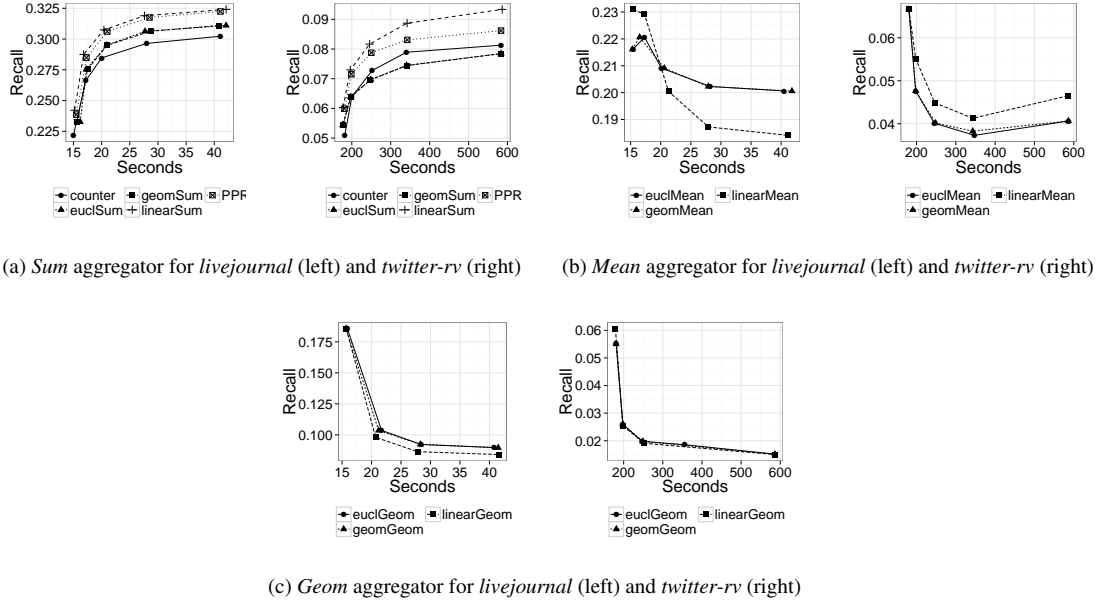 0.325
0.300
0.275
0.250
0.225
Recall
15 20 25 30 35 40
Seconds
counter geomSum PPR
euclSum linearSum
0.09
0.08
0.07
0.06
0.05
Recall
200 300 400 500 600
Seconds
counter geomSum PPR
euclSum linearSum
0.23
0.22
0.21
0.20
0.19
Recall
15 20 25 30 35 40
Seconds
euclMean linearMean
geomMean
0.06
0.05
0.04
Recall
200 300 400 500 600
Seconds
euclMean linearMean
geomMean
(a) Sum aggregator for livejournal (left) and twitter-rv (right)
(b) Mean aggregator for livejournal (left) and twitter-rv (right)
0.175
0.150
0.125
0.100
Recall
15 20 25 30 35 40
Seconds
euclGeom linearGeom
geomGeom
0.06
0.05
0.04
0.03
0.02
Recall
200 300 400 500 600
Seconds
euclGeom linearGeom
geomGeom
(c) Geom aggregator for livejournal (left) and twitter-rv (right)